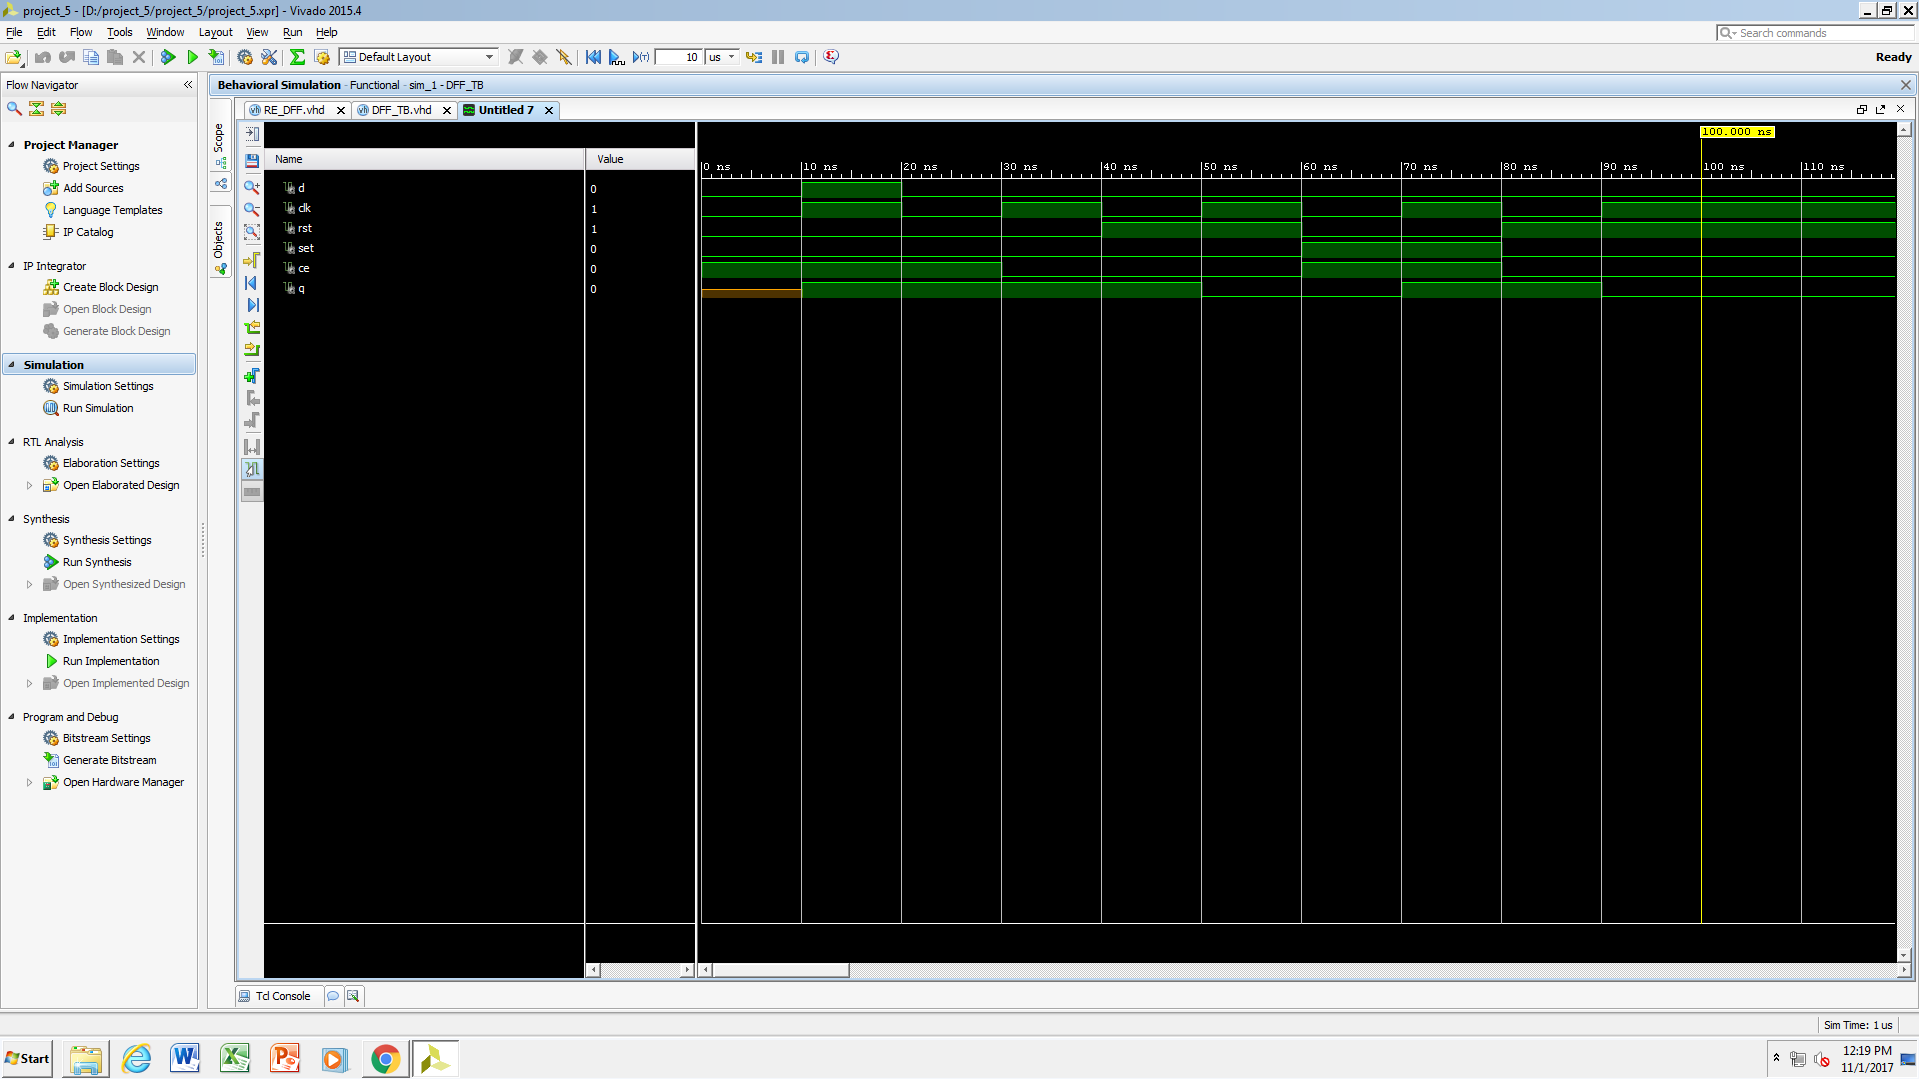 project_5 - [D:/project_5/project_5/project_5.xpr] - Vivado 2015.4
File Edit Flow Tools Window Layout View Run Help
Search commands
Default Layout
10 us
Ready
Flow Navigator
Project Manager
Project Settings
Add Sources
Language Templates
IP Catalog
IP Integrator
Create Block Design
Open Block Design
Generate Block Design
Simulation
Simulation Settings
Run Simulation
RTL Analysis
Elaboration Settings
Open Elaborated Design
Synthesis
Synthesis Settings
Run Synthesis
Open Synthesized Design
Implementation
Implementation Settings
Run Implementation
Open Implemented Design
Program and Debug
Bitstream Settings
Generate Bitstream
Open Hardware Manager
Behavioral Simulation - Functional - sim_1 - DFF_TB
RE_DFF.vhd DFF_TB.vhd Untitled 7
Scope
Objects
100.000 ns
Name Value
0 ns 10 ns 20 ns 30 ns 40 ns 50 ns 60 ns 70 ns 80 ns 90 ns 100 ns 110 ns
d 0
clk 1
rst 1
set 0
ce 0
q 0
Tcl Console
Sim Time: 1 us
Start
12:19 PM
11/1/2017